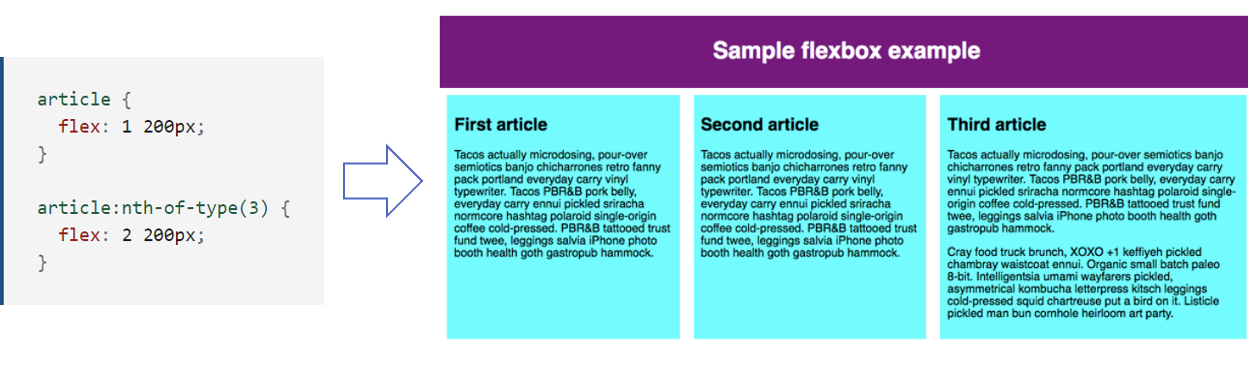 article {
  flex: 1 200px;
}
article:nth-of-type(3) {
  flex: 2 200px;
}
Sample flexbox example
First article
Tacos actually microdosing, pour-over
semiotics banjo chicharrones retro fanny
pack portland everyday carry vinyl
typewriter. Tacos PBR&B pork belly,
everyday carry ennui pickled sriracha
normcore hashtag polaroid single-origin
coffee cold-pressed. PBR&B tattooed trust
fund twee, leggings salvia iPhone photo
booth health goth gastropub hammock.
Second article
Tacos actually microdosing, pour-over
semiotics banjo chicharrones retro fanny
pack portland everyday carry vinyl
typewriter. Tacos PBR&B pork belly,
everyday carry ennui pickled sriracha
normcore hashtag polaroid single-origin
coffee cold-pressed. PBR&B tattooed trust
fund twee, leggings salvia iPhone photo
booth health goth gastropub hammock.
Third article
Tacos actually microdosing, pour-over semiotics banjo
chicharrones retro fanny pack portland everyday carry
vinyl typewriter. Tacos PBR&B pork belly, everyday carry
ennui pickled sriracha normcore hashtag polaroid single-
origin coffee cold-pressed. PBR&B tattooed trust fund
twee, leggings salvia iPhone photo booth health goth
gastropub hammock.
Cray food truck brunch, XOXO +1 keffiyeh pickled
chambray waistcoat ennui. Organic small batch paleo
8-bit. Intelligentsia umami wayfarers pickled,
asymmetrical kombucha letterpress kitsch leggings
cold-pressed squid chartreuse put a bird on it. Listicle
pickled man bun cornhole heirloom art party.